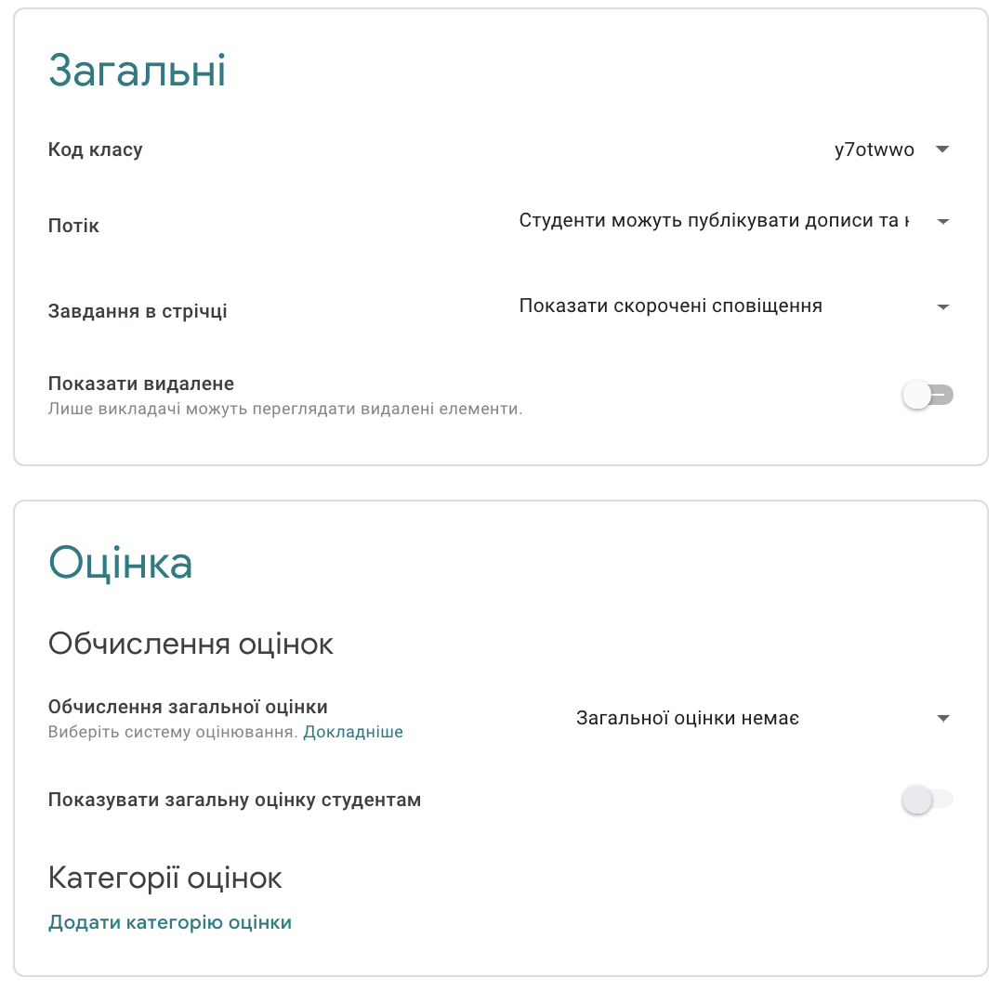 Загальні
Код класу
y7otwwo
Потік
Студенти можуть публікувати дописи та
Завдання в стрічці
Показати скорочені сповіщення
Показати видалене
Лише викладачі можуть переглядати видалені елементи.
Оцінка
Обчислення оцінок
Обчислення загальної оцінки
Виберіть систему оцінювання. Докладніше
Загальної оцінки немає
Показувати загальну оцінку студентам
Категорії оцінок
Додати категорію оцінки